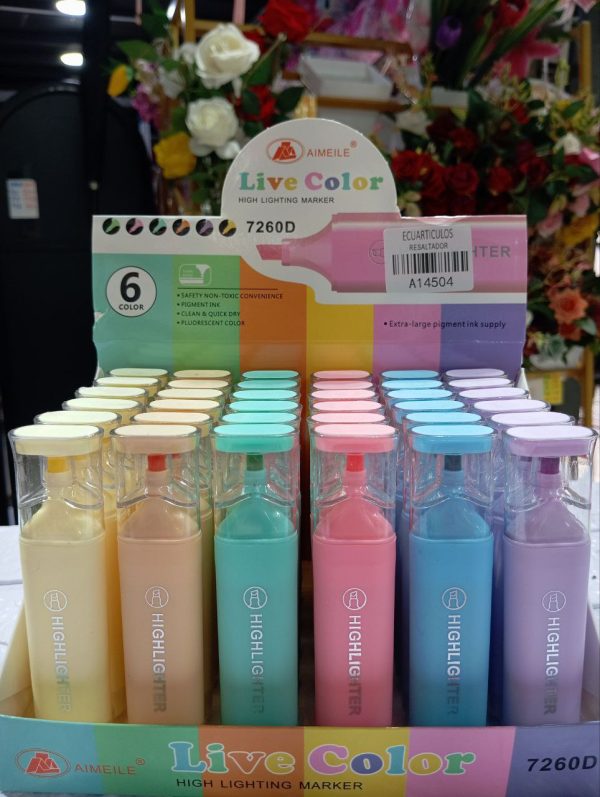 AIMEILE®
Live Color
HIGH LIGHTING MARKER
7260D
ECUARTICULOS
RESALTADOR
A14504
HTER
6
COLOR
• SAFETY NON-TOXIC CONVENIENCE
• PIGMENT INK
• CLEAN & QUICK DRY
• FLUORESCENT COLOR
• Extra-large pigment ink supply
HIGHLIGHTER
HIGHLIGHTER
HIGHLIGHTER
HIGHLIGHTER
HIGHLIGHTER
HIGHLIGHTER
AIMEILE®
Live Color
HIGH LIGHTING MARKER
7260D